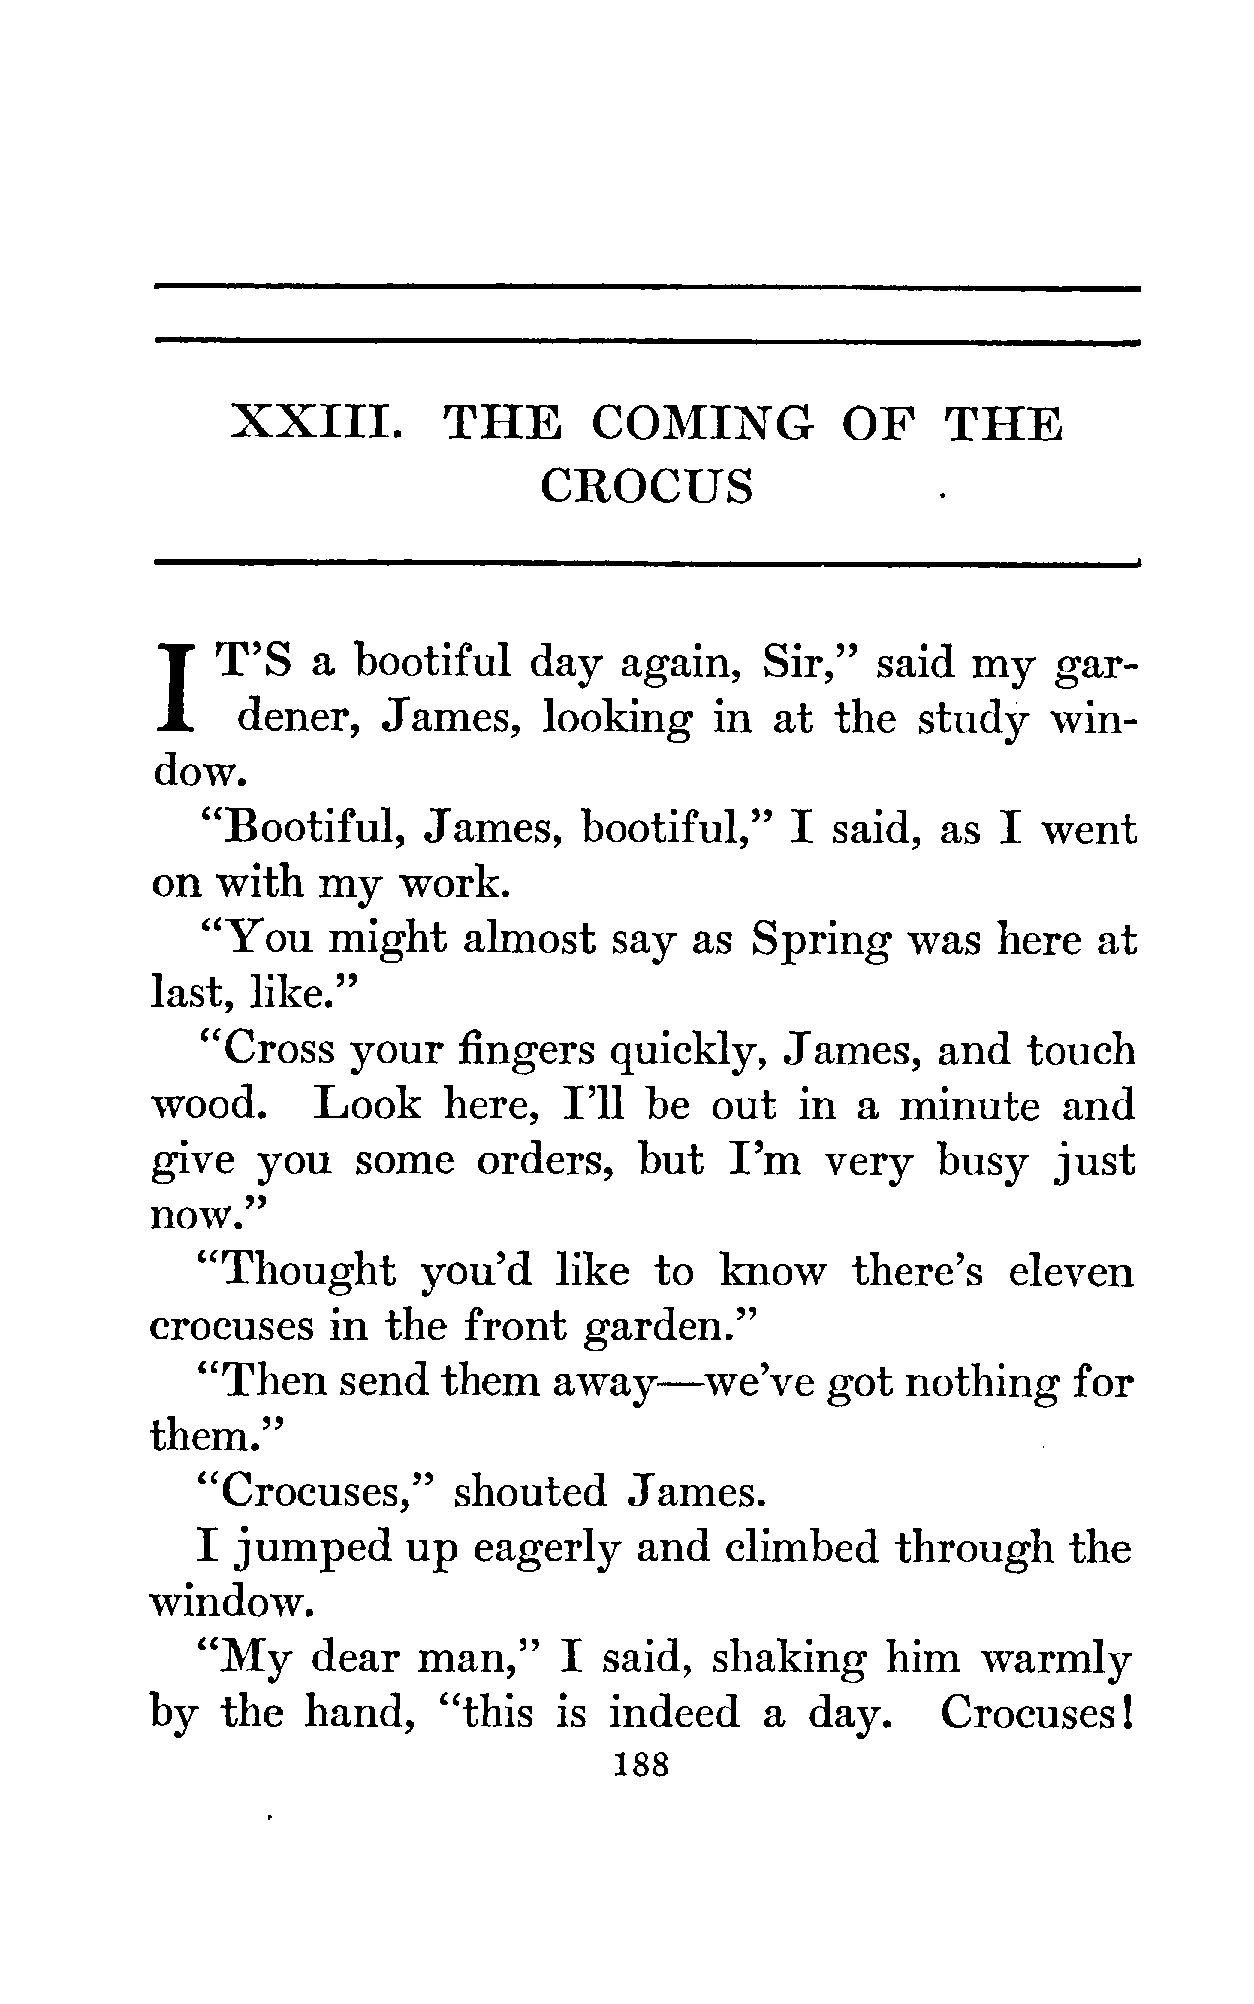 XXIII. THE COMING OF THE
CROCUS
IT'S a bootiful day again, Sir,” said my gar-
dener, James, looking in at the study win-
dow.
“Bootiful, James, bootiful,” I said, as I went
on with my work.
“You might almost say as Spring was here at
last, like.”
“Cross your fingers quickly, James, and touch
wood. Look here, I'll be out in a minute and
give you some orders, but I'm very busy just
now.”
“Thought you'd like to know there's eleven
crocuses in the front garden.”
“Then send them away—we've got nothing for
them.”
“Crocuses,” shouted James.
I jumped up eagerly and climbed through the
window.
“My dear man,” I said, shaking him warmly
by the hand, “this is indeed a day. Crocuses!
188